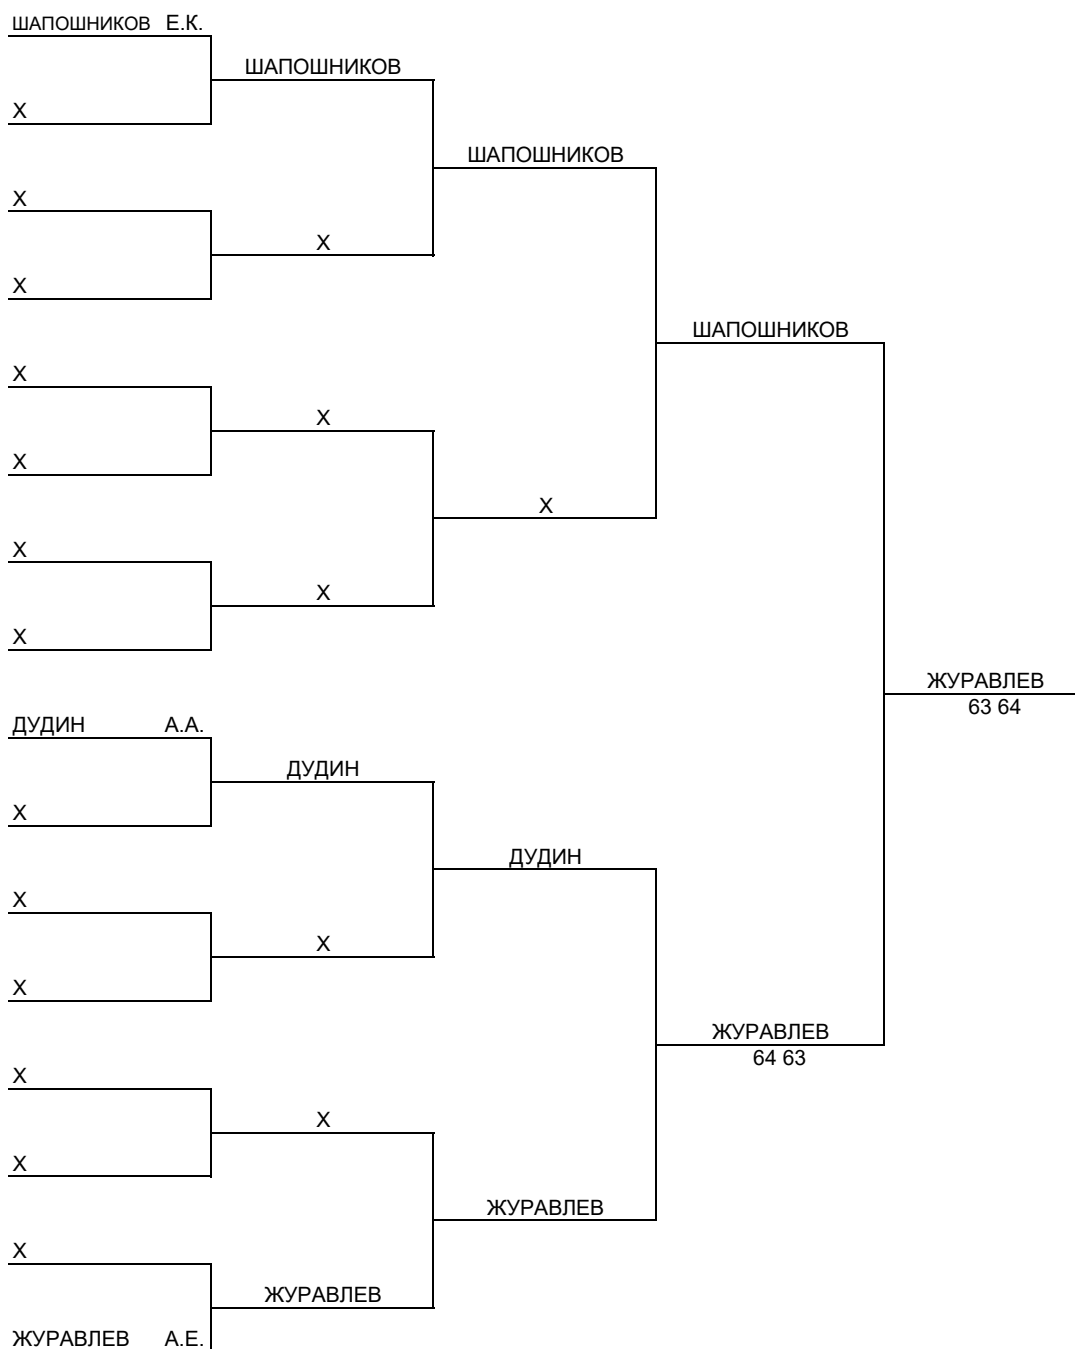 ШАПОШНИКОВ Е.К.
ШАПОШНИКОВ
X
ШАПОШНИКОВ
X
X
X
ШАПОШНИКОВ
X
X
X
X
X
X
X
ЖУРАВЛЕВ
63 64
ДУДИН А.А.
ДУДИН
X
ДУДИН
X
X
X
ЖУРАВЛЕВ
64 63
X
X
X
ЖУРАВЛЕВ
X
ЖУРАВЛЕВ
ЖУРАВЛЕВ А.Е.